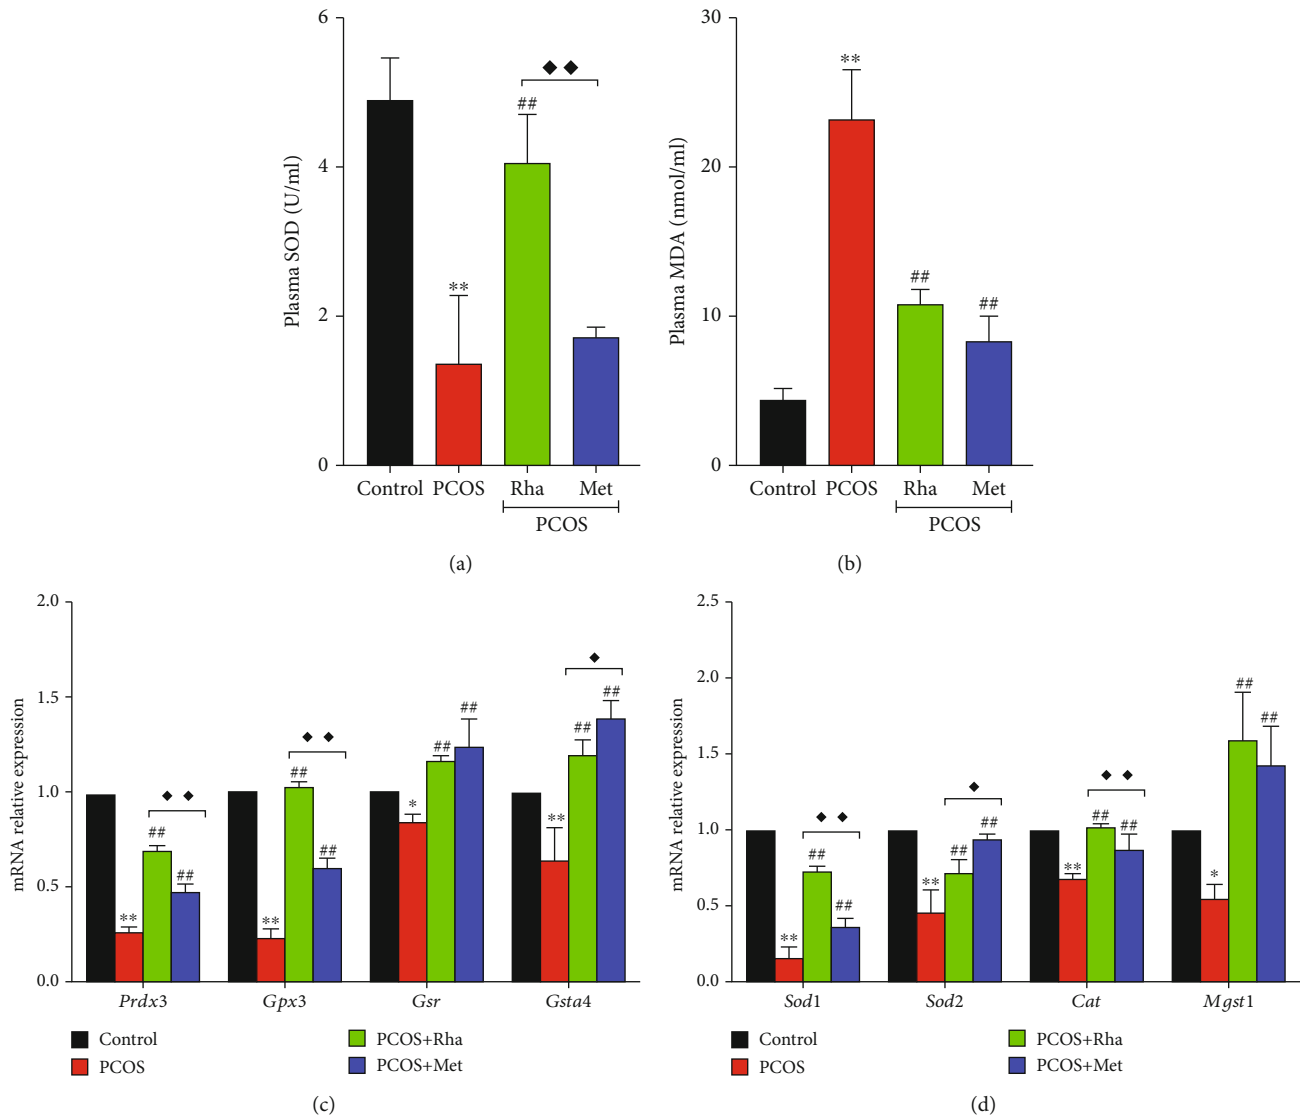 6
4
2
0
Plasma SOD (U/ml)
**
##
◆◆
Control PCOS Rha Met
PCOS
(a)
30
20
10
0
Plasma MDA (nmol/ml)
**
##
##
Control PCOS Rha Met
PCOS
(b)
2.0
1.5
1.0
0.5
0.0
mRNA relative expression
** ## ## ◆ ◆
** ## ## ◆ ◆
* ## ##
** ## ## ◆
Prdx3 Gpx3 Gsr Gsta4
Control PCOS+Rha
PCOS PCOS+Met
(c)
2.5
2.0
1.5
1.0
0.5
0.0
mRNA relative expression
** ## ## ◆ ◆
** ## ## ◆
** ## ## ◆ ◆
* ## ##
Sod1 Sod2 Cat Mgst1
Control PCOS+Rha
PCOS PCOS+Met
(d)